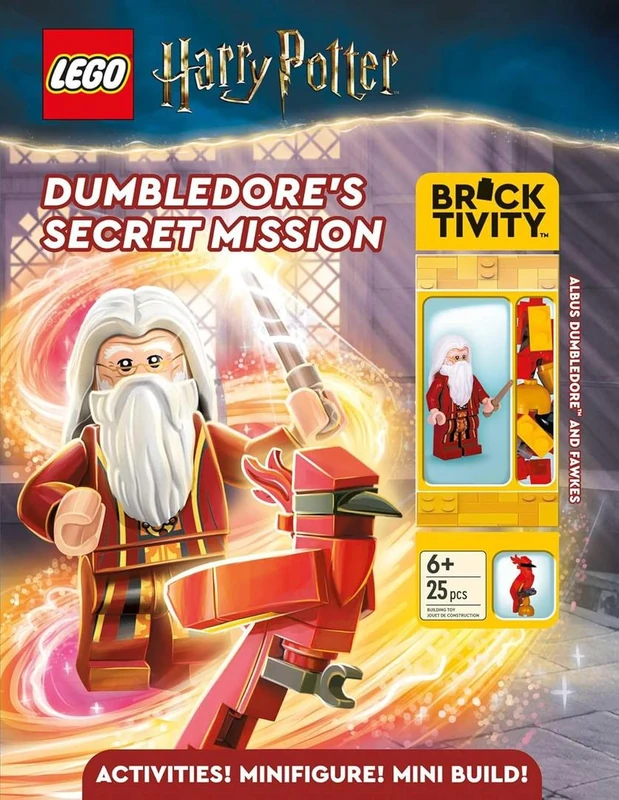 LEGO
Harry Potter
DUMBLEDORE'S
SECRET MISSION
BRICK
TIVITY™
ALBUS DUMBLEDORE™ AND FAWKES
6+
25 pcs
BUILDING TOY
JOUET DE CONSTRUCTION
ACTIVITIES! MINIFIGURE! MINI BUILD!